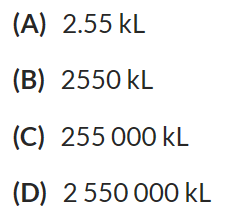 (A) 2.55 kL
(B) 2550 kL
(C) 255 000 kL
(D) 2 550 000 kL